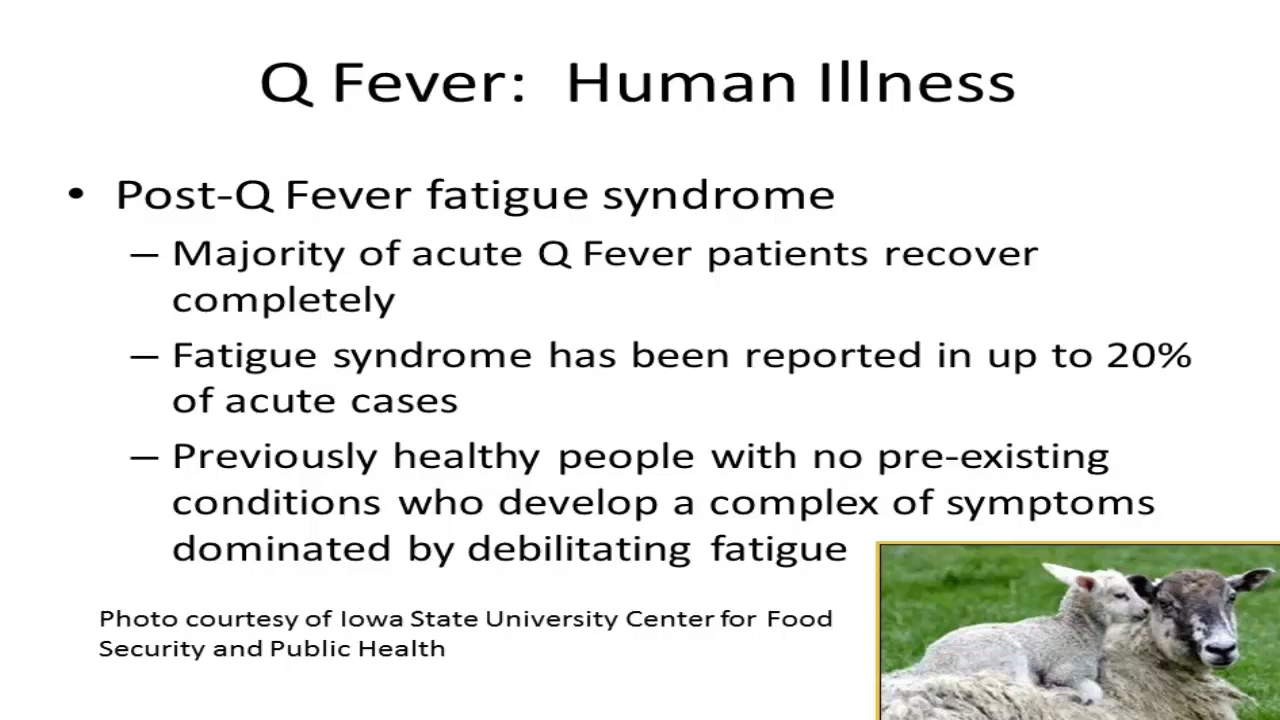 Q Fever: Human Illness
• Post-Q Fever fatigue syndrome
– Majority of acute Q Fever patients recover
completely
– Fatigue syndrome has been reported in up to 20%
of acute cases
– Previously healthy people with no pre-existing
conditions who develop a complex of symptoms
dominated by debilitating fatigue
Photo courtesy of Iowa State University Center for Food
Security and Public Health